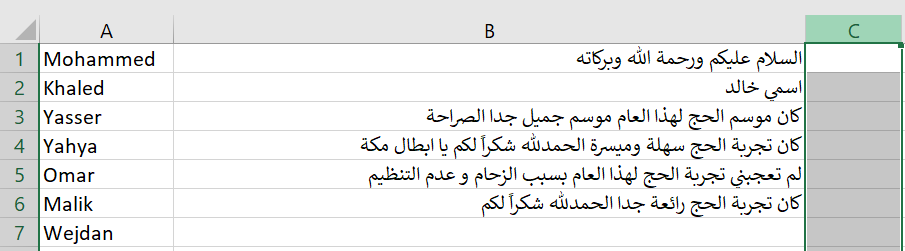 A B C
1 Mohammed السلام عليكم ورحمة الله وبركاته
2 Khaled اسمي خالد
3 Yasser كان موسم الحج لهذا العام موسم جميل جدا الصراحة
4 Yahya كان تجربة الحج سهلة وميسرة الحمدلله شكراً لكم يا ابطال مكة
5 Omar لم تعجبني تجربة الحج لهذا العام بسبب الزحام و عدم التنظيم
6 Malik كان تجربة الحج رائعة جدا الحمدلله شكراً لكم
7 Wejdan